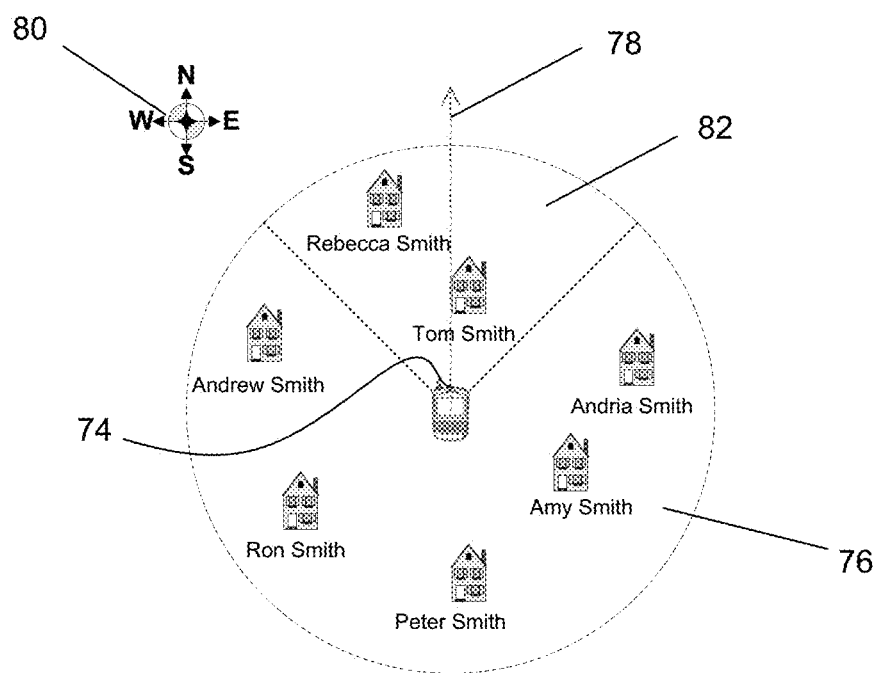 80
78
N
W E
S
82
Rebecca Smith
Tom Smith
Andrew Smith
Andria Smith
74
Amy Smith
Ron Smith
76
Peter Smith